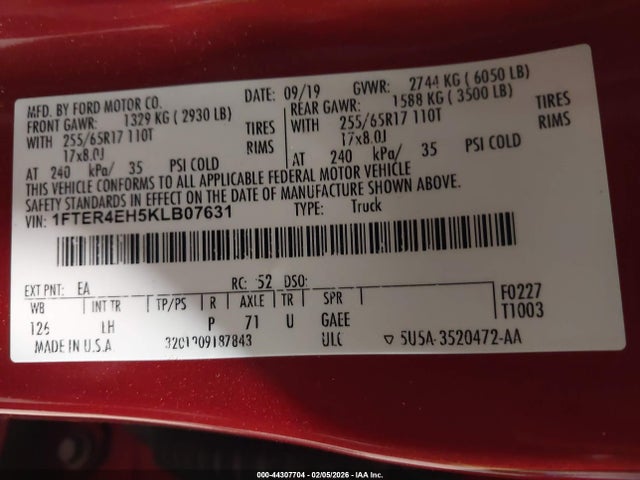 MFD. BY FORD MOTOR CO. DATE: 09/19 GVWR: 2744 KG ( 6050 LB)
FRONT GAWR: 1329 KG ( 2930 LB) REAR GAWR: 1588 KG ( 3500 LB)
WITH 255/65R17 110T TIRES WITH 255/65R17 110T TIRES
17x8.0J RIMS 17x8.0J RIMS
AT 240 kPa/ 35 PSI COLD AT 240 kPa/ 35 PSI COLD
THIS VEHICLE CONFORMS TO ALL APPLICABLE FEDERAL MOTOR VEHICLE
SAFETY STANDARDS IN EFFECT ON THE DATE OF MANUFACTURE SHOWN ABOVE.
VIN: 1FTER4EH5KLB07631 TYPE: Truck
EXT PNT: EA RC: 52 DSO:
WB INT TR TP/PS R AXLE TR SPR F0227
126 LH P 71 U GAEE T1003
MADE IN U.S.A. ULC ▽ 5U5A-3520472-AA
000-44307704 - 02/05/2026 - IAA Inc.